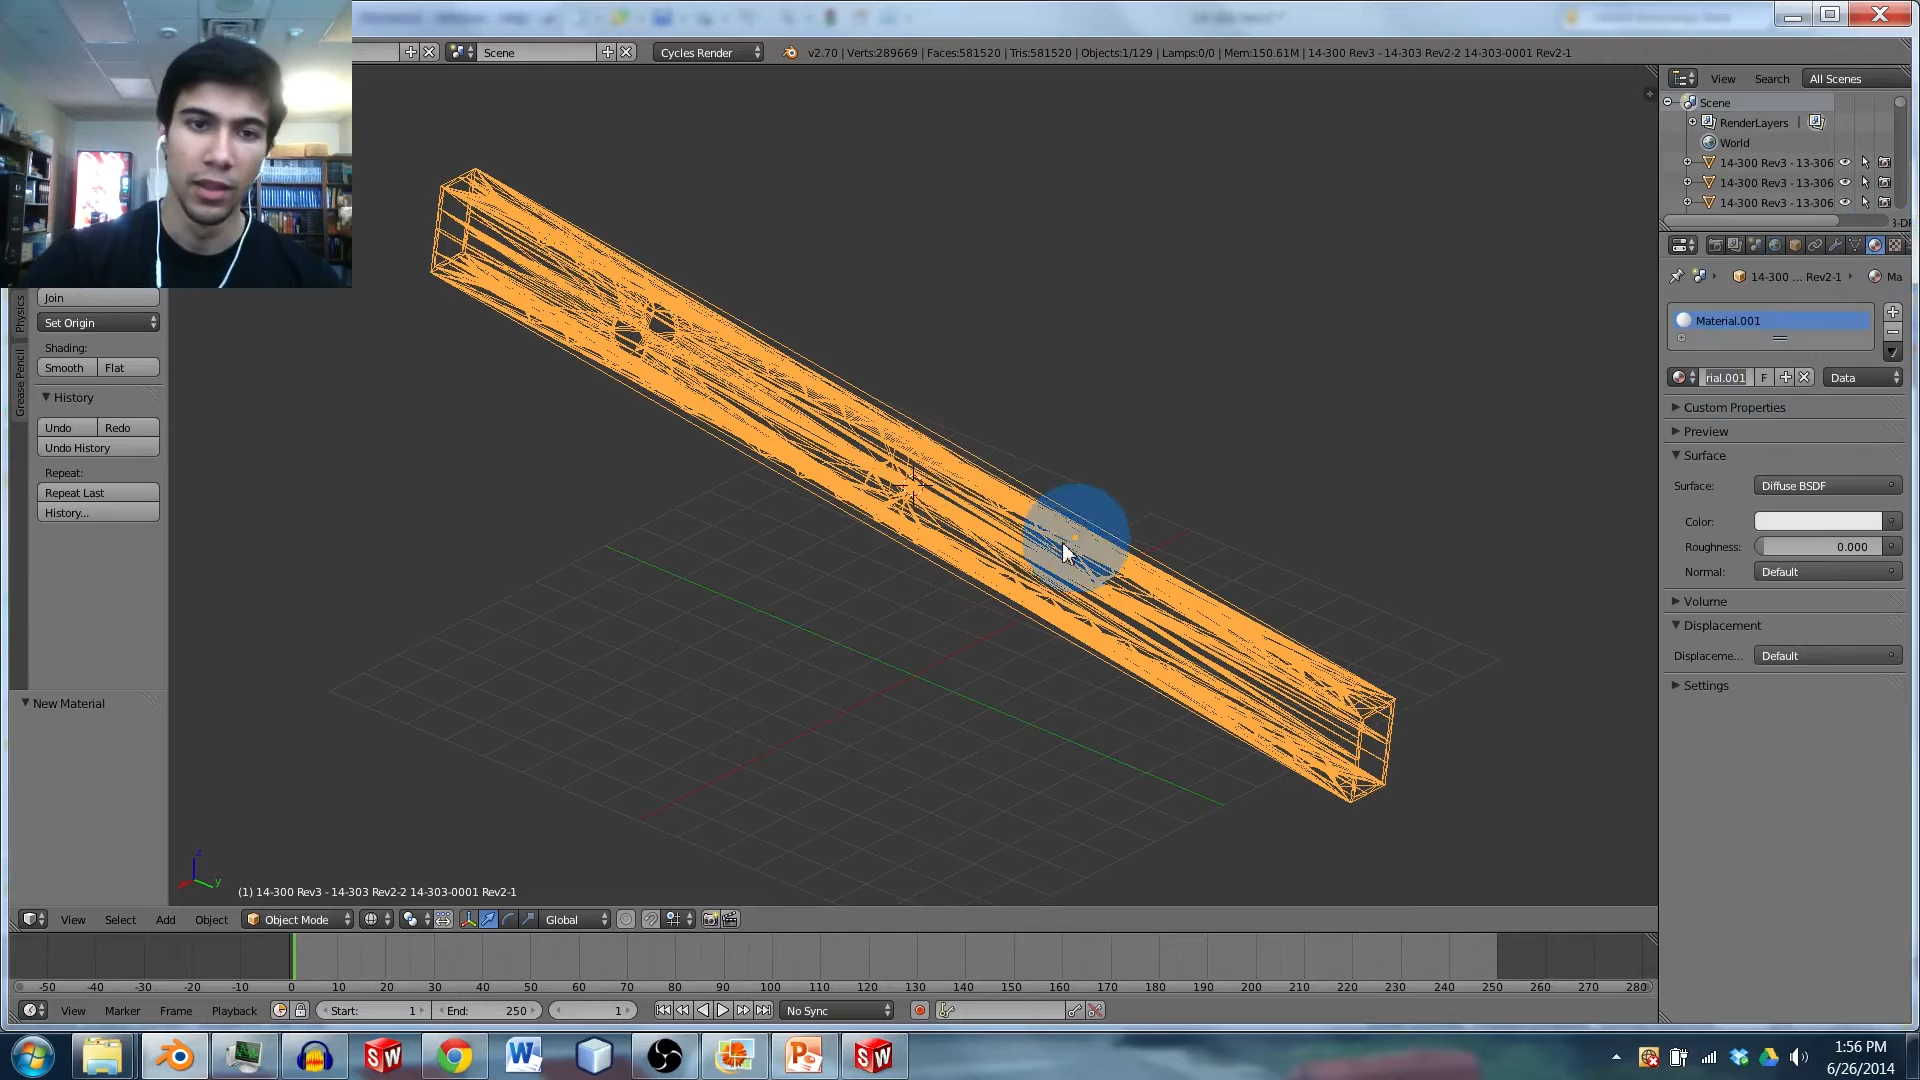 Scene
Cycles Render
v2.70 | Verts:289669 | Faces:581520 | Tris:581520 | Objects:1/129 | Lamps:0/0 | Mem:150.61M | 14-300 Rev3 - 14-303 Rev2-2 14-303-0001 Rev2-1
View Search All Scenes
Scene
RenderLayers
World
14-300 Rev3 - 13-306
14-300 Rev3 - 13-306
14-300 Rev3 - 13-306
14-300 ... Rev2-1 Ma
Material.001
rial.001 F Data
Custom Properties
Preview
Surface
Surface: Diffuse BSDF
Color:
Roughness: 0.000
Normal: Default
Volume
Displacement
Displaceme... Default
Settings
Physics
Grease Pencil
Join
Set Origin
Shading:
Smooth Flat
History
Undo Redo
Undo History
Repeat:
Repeat Last
History...
New Material
z
y
(1) 14-300 Rev3 - 14-303 Rev2-2 14-303-0001 Rev2-1
View Select Add Object Object Mode Global
-50 -40 -30 -20 -10 0 10 20 30 40 50 60 70 80 90 100 110 120 130 140 150 160 170 180 190 200 210 220 230 240 250 260 270 280
View Marker Frame Playback Start: 1 End: 250 1 No Sync
SW W P SW
1:56 PM
6/26/2014